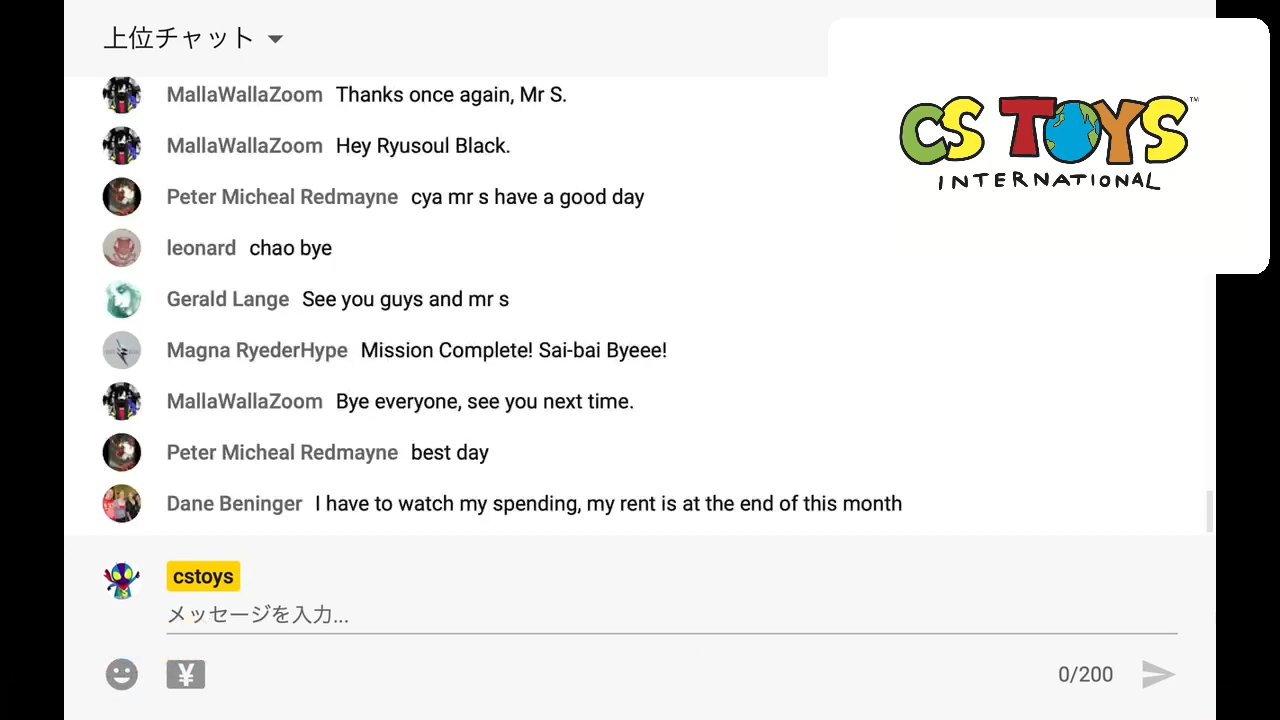 上位チャット
CS TOYS™
INTERNATIONAL
MallaWallaZoom Thanks once again, Mr S.
MallaWallaZoom Hey Ryusoul Black.
Peter Micheal Redmayne cya mr s have a good day
leonard chao bye
Gerald Lange See you guys and mr s
Magna RyederHype Mission Complete! Sai-bai Byeee!
MallaWallaZoom Bye everyone, see you next time.
Peter Micheal Redmayne best day
Dane Beninger I have to watch my spending, my rent is at the end of this month
cstoys
メッセージを入力...
¥ 0/200